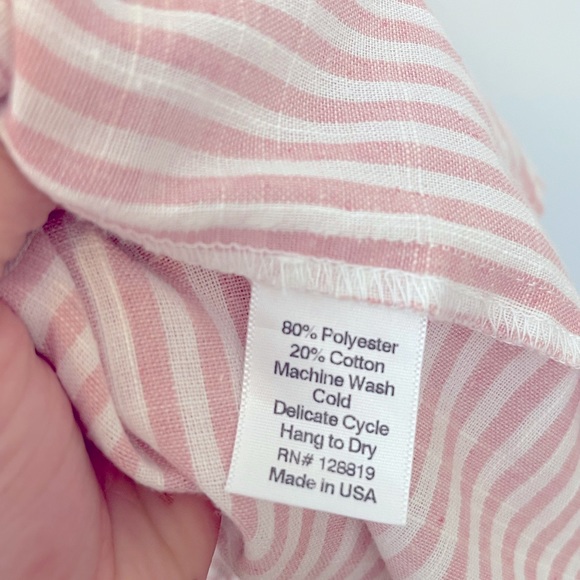 80% Polyester
20% Cotton
Machine Wash
Cold
Delicate Cycle
Hang to Dry
RN# 128819
Made in USA